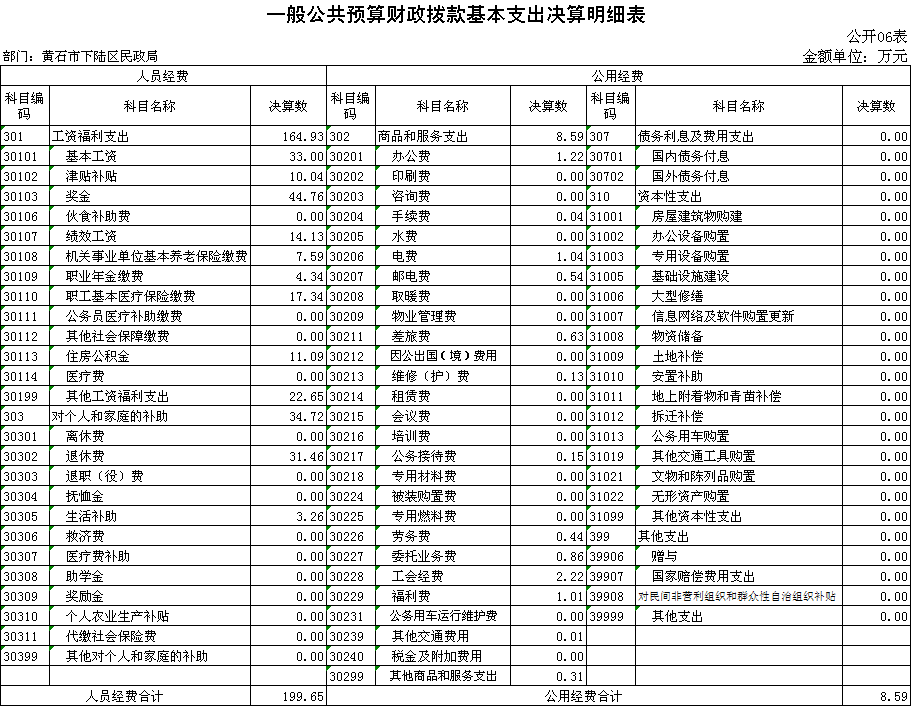 一般公共预算财政拨款基本支出决算明细表
公开06表
部门：黄石市下陆区民政局 金额单位：万元
人员经费 公用经费
科目编码 科目名称 决算数 科目编码 科目名称 决算数 科目编码 科目名称 决算数
301 工资福利支出 164.93 302 商品和服务支出 8.59 307 债务利息及费用支出 0.00
30101 基本工资 33.00 30201 办公费 1.22 30701 国内债务付息 0.00
30102 津贴补贴 10.04 30202 印刷费 0.00 30702 国外债务付息 0.00
30103 奖金 44.76 30203 咨询费 0.00 310 资本性支出 0.00
30106 伙食补助费 0.00 30204 手续费 0.04 31001 房屋建筑物购建 0.00
30107 绩效工资 14.13 30205 水费 0.00 31002 办公设备购置 0.00
30108 机关事业单位基本养老保险缴费 7.59 30206 电费 1.04 31003 专用设备购置 0.00
30109 职业年金缴费 4.34 30207 邮电费 0.54 31005 基础设施建设 0.00
30110 职工基本医疗保险缴费 17.34 30208 取暖费 0.00 31006 大型修缮 0.00
30111 公务员医疗补助缴费 0.00 30209 物业管理费 0.00 31007 信息网络及软件购置更新 0.00
30112 其他社会保障缴费 0.00 30211 差旅费 0.63 31008 物资储备 0.00
30113 住房公积金 11.09 30212 因公出国（境）费用 0.00 31009 土地补偿 0.00
30114 医疗费 0.00 30213 维修（护）费 0.13 31010 安置补助 0.00
30199 其他工资福利支出 22.65 30214 租赁费 0.00 31011 地上附着物和青苗补偿 0.00
303 对个人和家庭的补助 34.72 30215 会议费 0.00 31012 拆迁补偿 0.00
30301 离休费 0.00 30216 培训费 0.00 31013 公务用车购置 0.00
30302 退休费 31.46 30217 公务接待费 0.15 31019 其他交通工具购置 0.00
30303 退职（役）费 0.00 30218 专用材料费 0.00 31021 文物和陈列品购置 0.00
30304 抚恤金 0.00 30224 被装购置费 0.00 31022 无形资产购置 0.00
30305 生活补助 3.26 30225 专用燃料费 0.00 31099 其他资本性支出 0.00
30306 救济费 0.00 30226 劳务费 0.44 399 其他支出 0.00
30307 医疗费补助 0.00 30227 委托业务费 0.86 39906 赠与 0.00
30308 助学金 0.00 30228 工会经费 2.22 39907 国家赔偿费用支出 0.00
30309 奖励金 0.00 30229 福利费 1.01 39908 对民间非营利组织和群众性自治组织补贴 0.00
30310 个人农业生产补贴 0.00 30231 公务用车运行维护费 0.00 39999 其他支出 0.00
30311 代缴社会保险费 0.00 30239 其他交通费用 0.01
30399 其他对个人和家庭的补助 0.00 30240 税金及附加费用 0.00
30299 其他商品和服务支出 0.31
人员经费合计 199.65 公用经费合计 8.59